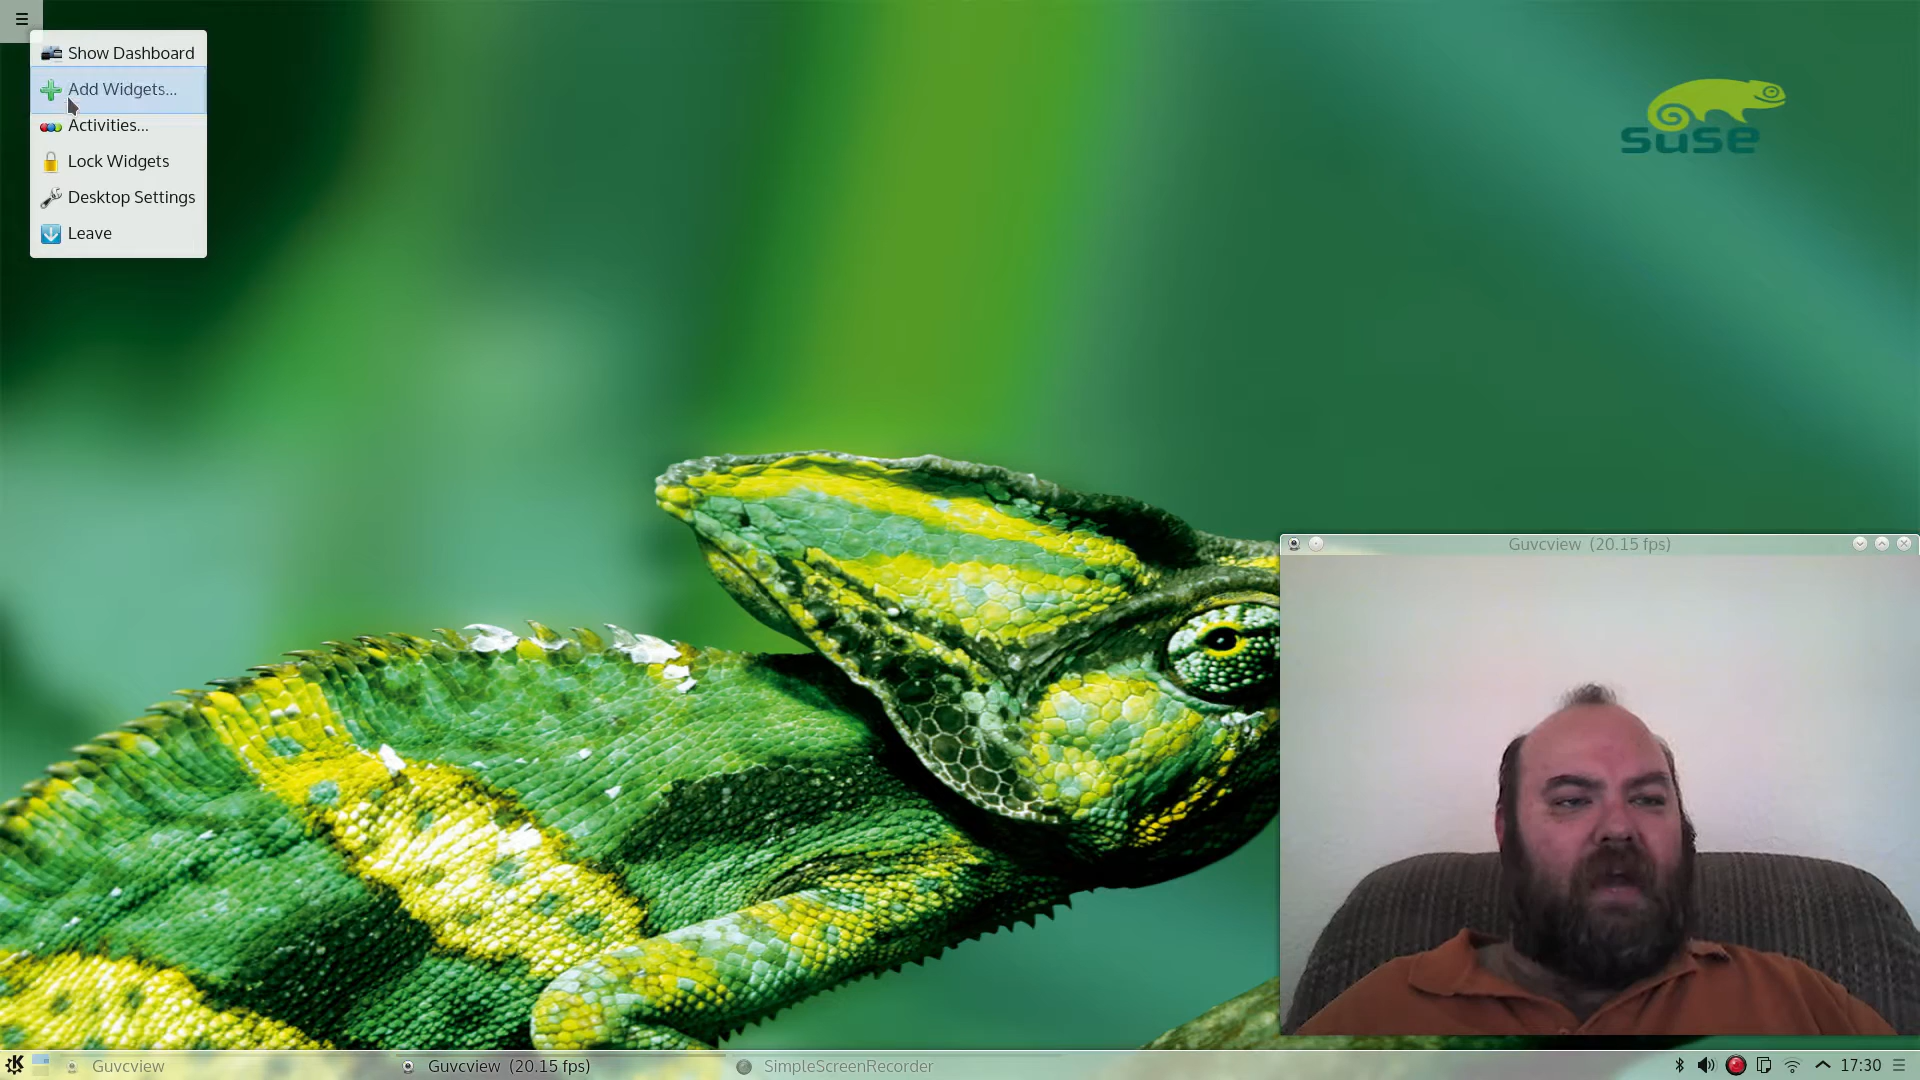 Show Dashboard
Add Widgets...
Activities...
Lock Widgets
Desktop Settings
Leave
suse
Guvcview (20.15 fps)
Guvcview
Guvcview (20.15 fps)
SimpleScreenRecorder
17:30